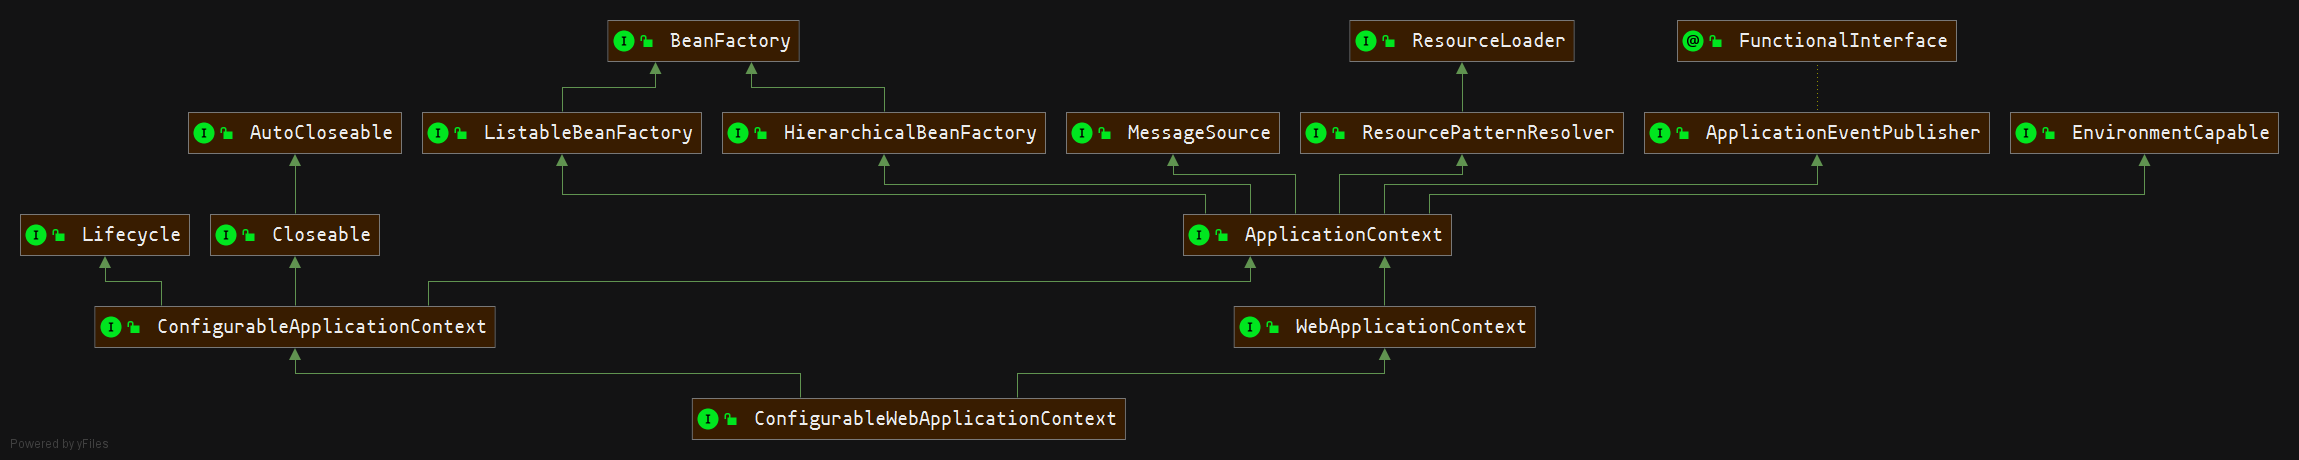 BeanFactory
ResourceLoader
FunctionalInterface
AutoCloseable
ListableBeanFactory
HierarchicalBeanFactory
MessageSource
ResourcePatternResolver
ApplicationEventPublisher
EnvironmentCapable
Lifecycle
Closeable
ApplicationContext
ConfigurableApplicationContext
WebApplicationContext
ConfigurableWebApplicationContext
Powered by yFiles